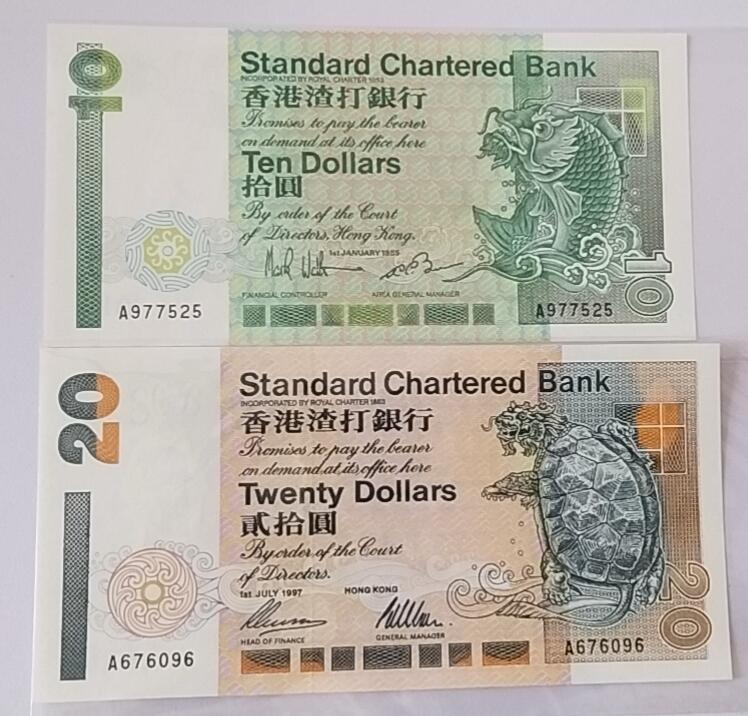 10
Standard Chartered Bank
INCORPORATED BY ROYAL CHARTER 1853
香港渣打銀行
Promises to pay the bearer
on demand at its office here
Ten Dollars
拾圓
By order of the Court
of Directors, Hong Kong.
1st JANUARY
FINANCIAL CONTROLLER AREA GENERAL MANAGER
A977525 A977525
10
20
Standard Chartered Bank
INCORPORATED BY ROYAL CHARTER 1853
香港渣打銀行
Promises to pay the bearer
on demand at its office here
Twenty Dollars
貳拾圓
By order of the Court
of Directors.
1st JULY 1997 HONG KONG
HEAD OF FINANCE GENERAL MANAGER
A676096 A676096
20